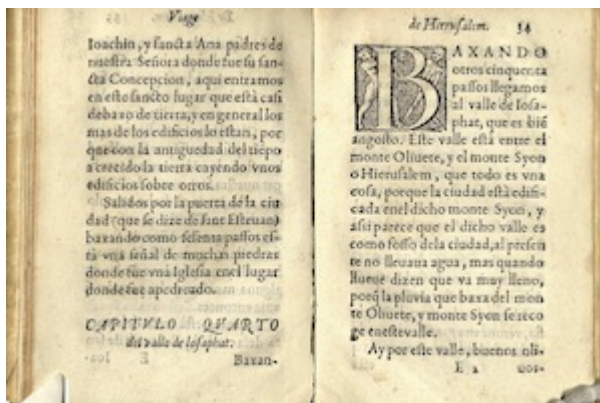 Viage
Ioachin, y sancta Ana padres de
nuestra Señora donde fue su san-
cta Concepcion, aqui entramos
en esto sancto lugar que està casi
debaxo de tierra, y en general los
mas de los edificios lo estan, por
que con la antiguedad del tiẽpo
a crecido la tierra cayendo vnos
edificios sobre otros.
Salidos por la puerta de la ciu
dad (que se dize de sant Esteuan)
baxando como sesenta passos es-
tà vna señal de muchas piedras
donde fue vna Iglesia en el lugar
donde fue apedreado.
CAPITVLO QVARTO
del valle de Iosaphat.
E Baxan-
de Hierusalem. 34
BAXANDO
otros cinquenta
passos llegamos
al valle de Iosa-
phat, que es biẽ
angosto. Este valle està entre el
monte Oliuete, y el monte Syon
o Hierusalem, que todo es vna
cosa, porque la ciudad està edifi-
cada en el dicho monte Syon, y
assi parece que el dicho valle es
como fosso de la ciudad, al presen
te no lleuaua agua, mas quando
llueue dizen que va muy lleno,
porq̃ la pluvia que baxa del mon
te Oliuete, y monte Syon se reco
ge en este valle.
Ay por este valle, buenos oli-
E 2 uos-